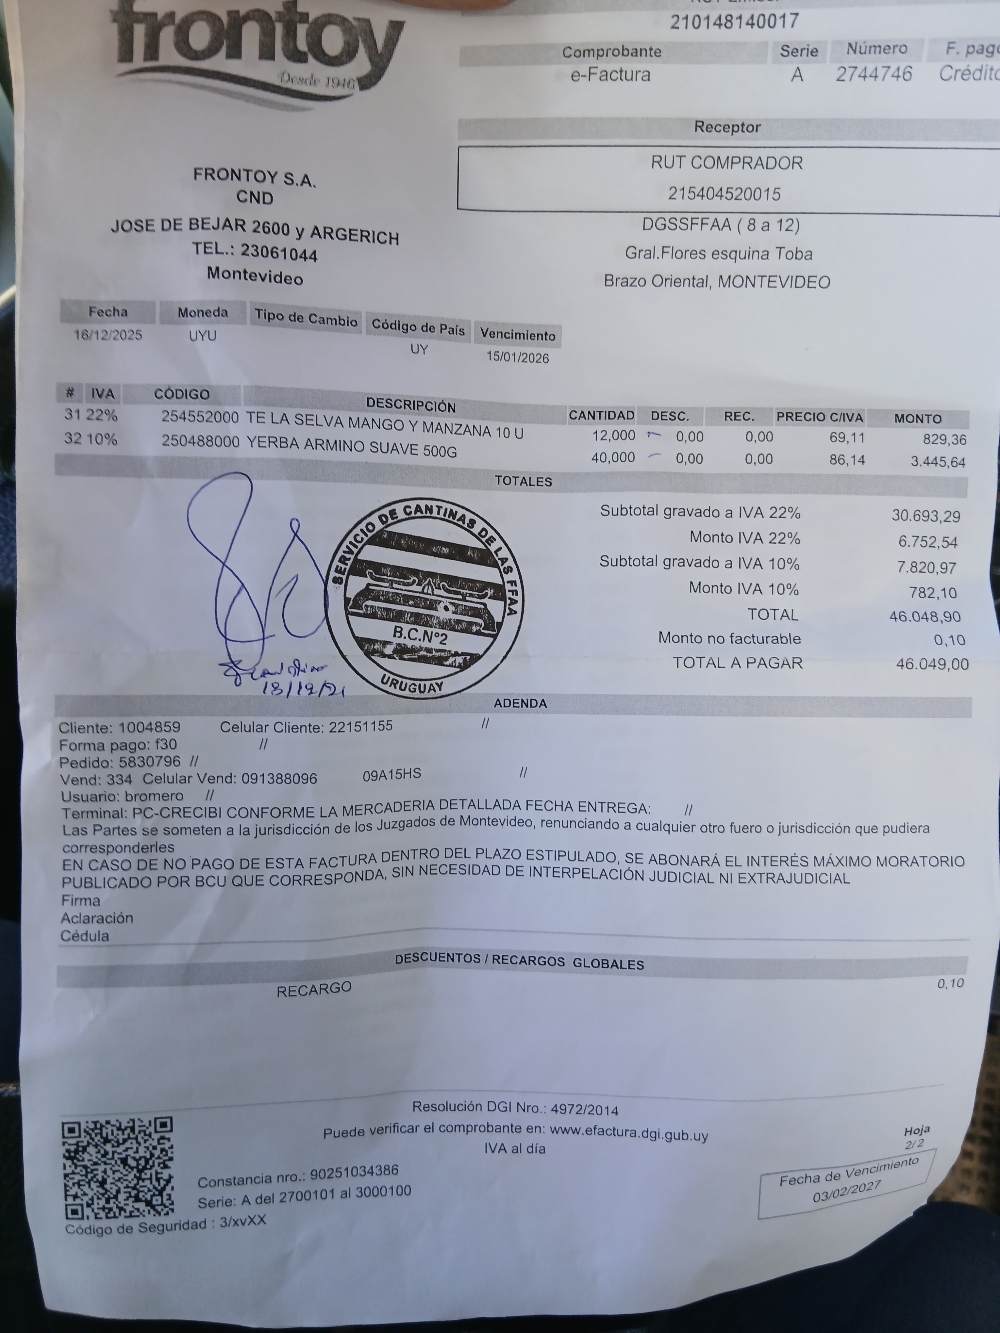 frontoy
Desde 1946
210148140017
Comprobante Serie Número F. pago
e-Factura A 2744746 Crédito
Receptor
RUT COMPRADOR
215404520015
FRONTOY S.A.
CND
JOSE DE BEJAR 2600 y ARGERICH
TEL.: 23061044
Montevideo
DGSSFFAA ( 8 a 12)
Gral.Flores esquina Toba
Brazo Oriental, MONTEVIDEO
Fecha Moneda Tipo de Cambio Código de País Vencimiento
16/12/2025 UYU UY 15/01/2026
# IVA CÓDIGO DESCRIPCIÓN CANTIDAD DESC. REC. PRECIO C/IVA MONTO
31 22% 254552000 TE LA SELVA MANGO Y MANZANA 10 U 12,000 0,00 0,00 69,11 829,36
32 10% 250488000 YERBA ARMINO SUAVE 500G 40,000 0,00 0,00 86,14 3.445,64
TOTALES
Subtotal gravado a IVA 22% 30.693,29
Monto IVA 22% 6.752,54
Subtotal gravado a IVA 10% 7.820,97
Monto IVA 10% 782,10
TOTAL 46.048,90
Monto no facturable 0,10
TOTAL A PAGAR 46.049,00
SERVICIO DE CANTINAS DE LAS FFAA
B.C.Nº2
URUGUAY
ADENDA
Cliente: 1004859 Celular Cliente: 22151155 //
Forma pago: f30 //
Pedido: 5830796 //
Vend: 334 Celular Vend: 091388096 09A15HS //
Usuario: bromero //
Terminal: PC-CRECIBI CONFORME LA MERCADERIA DETALLADA FECHA ENTREGA: //
Las Partes se someten a la jurisdicción de los Juzgados de Montevideo, renunciando a cualquier otro fuero o jurisdicción que pudiera
corresponderles
EN CASO DE NO PAGO DE ESTA FACTURA DENTRO DEL PLAZO ESTIPULADO, SE ABONARÁ EL INTERÉS MÁXIMO MORATORIO
PUBLICADO POR BCU QUE CORRESPONDA, SIN NECESIDAD DE INTERPELACIÓN JUDICIAL NI EXTRAJUDICIAL
Firma
Aclaración
Cédula
DESCUENTOS / RECARGOS GLOBALES
RECARGO 0,10
Resolución DGI Nro.: 4972/2014
Puede verificar el comprobante en: www.efactura.dgi.gub.uy
IVA al día
Hoja
2/2
Constancia nro.: 90251034386
Serie: A del 2700101 al 3000100
Código de Seguridad : 3/xvXX
Fecha de Vencimiento
03/02/2027